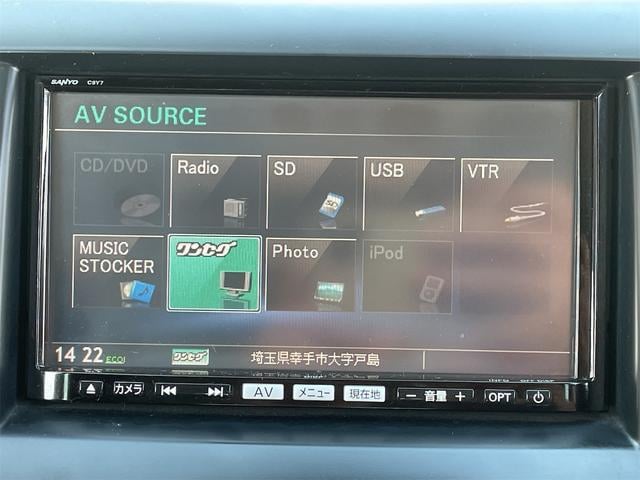 SANYO CSY7
AV SOURCE
CD/DVD Radio SD USB VTR
MUSIC STOCKER ワンセグ Photo iPod
14 22 ECO! ワンセグ 埼玉県幸手市大字戸島
カメラ AV メニュー 現在地 − 音量 + OPT